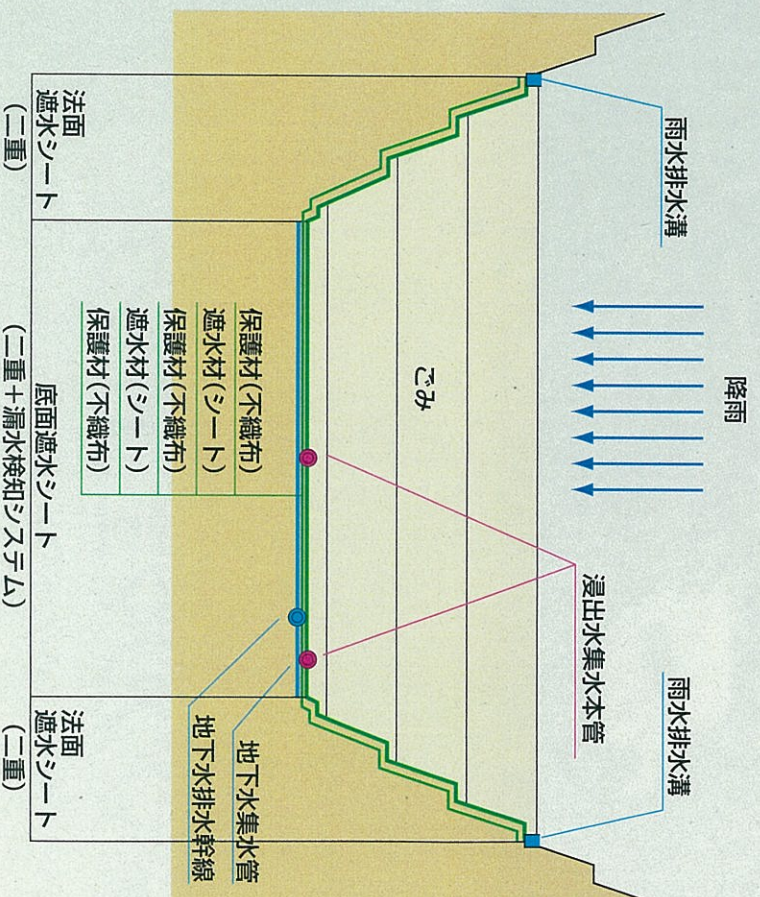 降雨
雨水排水溝
雨水排水溝
浸出水集水本管
ごみ
保護材(不織布)
遮水材(シート)
保護材(不織布)
遮水材(シート)
保護材(不織布)
地下水集水管
地下水排水幹線
法面
遮水シート
(二重)
底面遮水シート
(二重+漏水検知システム)
法面
遮水シート
(二重)